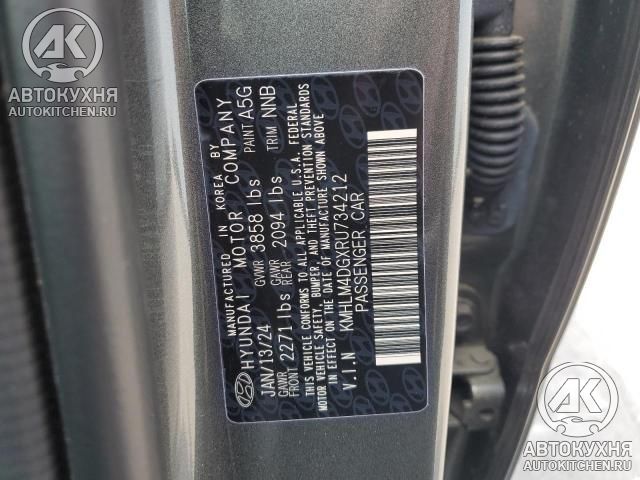 AK
АВТОКУХНЯ
AUTOKITCHEN.RU
MANUFACTURED IN KOREA BY
HYUNDAI MOTOR COMPANY
JAN/13/24 GVWR 3858 lbs PAINT A5G
GAWR FRONT 2271 lbs GAWR REAR 2094 lbs TRIM NNB
THIS VEHICLE CONFORMS TO ALL APPLICABLE U.S.A. FEDERAL
MOTOR VEHICLE SAFETY, BUMPER, AND THEFT PREVENTION STANDARDS
IN EFFECT ON THE DATE OF MANUFACTURE SHOWN ABOVE
V.I.N KMHLM4DGXRU734212
PASSENGER CAR
AK
АВТОКУХНЯ
AUTOKITCHEN.RU